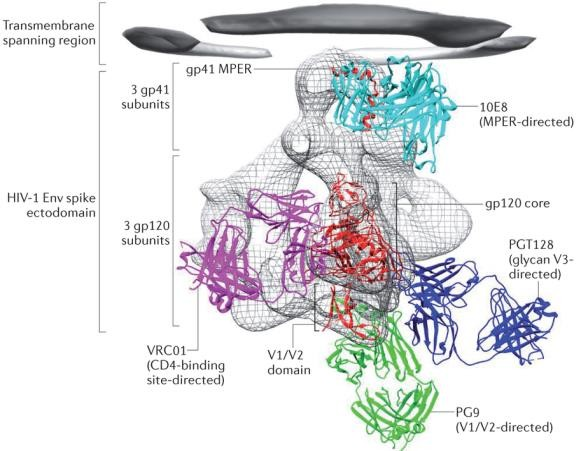 Transmembrane
spanning region
gp41 MPER
3 gp41
subunits
10E8
(MPER-directed)
HIV-1 Env spike
ectodomain
gp120 core
3 gp120
subunits
PGT128
(glycan V3-
directed)
VRC01
(CD4-binding
site-directed)
V1/V2
domain
PG9
(V1/V2-directed)